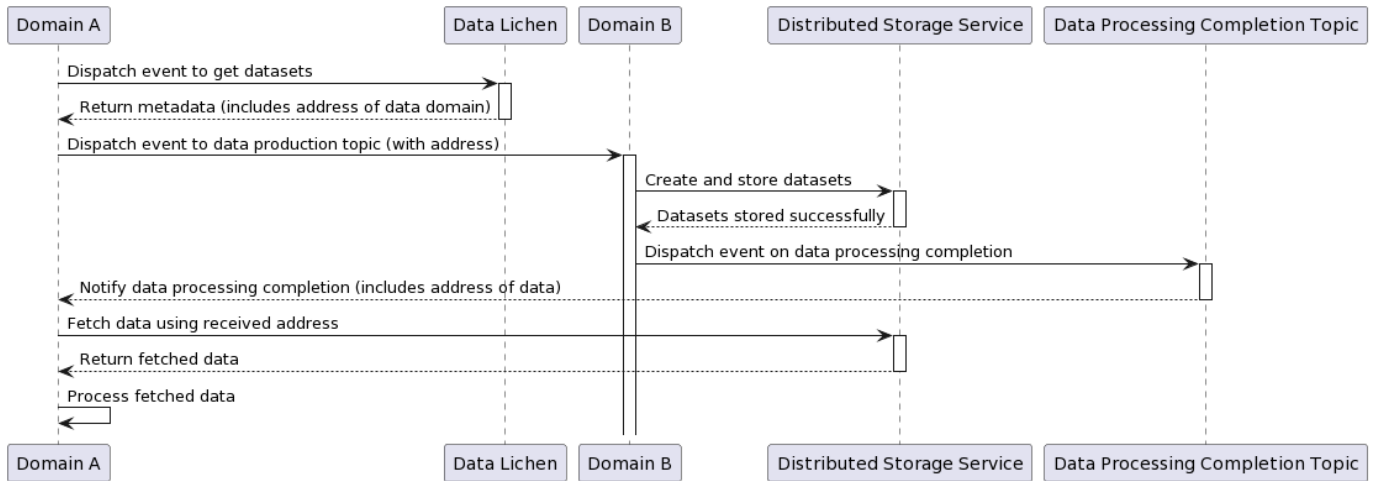 Domain A
Data Lichen
Domain B
Distributed Storage Service
Data Processing Completion Topic
Dispatch event to get datasets
Return metadata (includes address of data domain)
Dispatch event to data production topic (with address)
Create and store datasets
Datasets stored successfully
Dispatch event on data processing completion
Notify data processing completion (includes address of data)
Fetch data using received address
Return fetched data
Process fetched data
Domain A
Data Lichen
Domain B
Distributed Storage Service
Data Processing Completion Topic